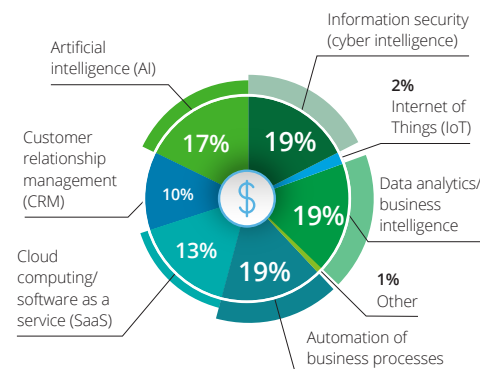 Information security
(cyber intelligence)
Artificial
intelligence (AI)
2%
Internet of
Things (IoT)
17%
19%
Customer
relationship
management
(CRM)
10%
$
19%
Data analytics/
business
intelligence
13%
19%
Cloud
computing/
software as a
service (SaaS)
1%
Other
Automation of
business processes